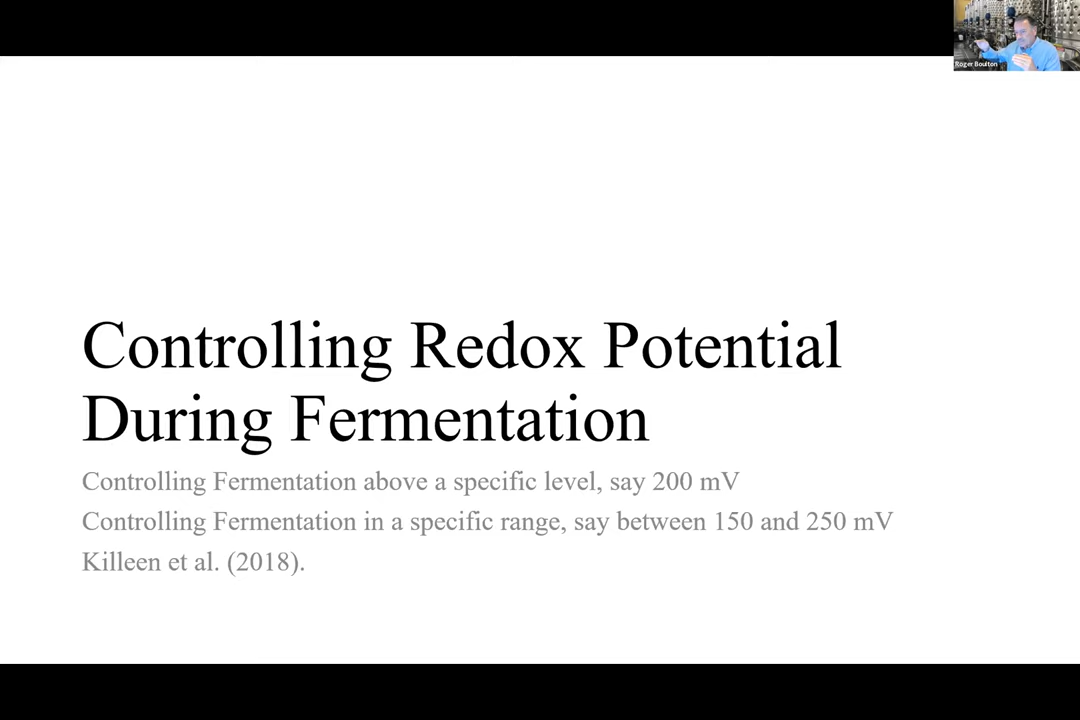 Roger Boulton
Controlling Redox Potential
During Fermentation
Controlling Fermentation above a specific level, say 200 mV
Controlling Fermentation in a specific range, say between 150 and 250 mV
Killeen et al. (2018).